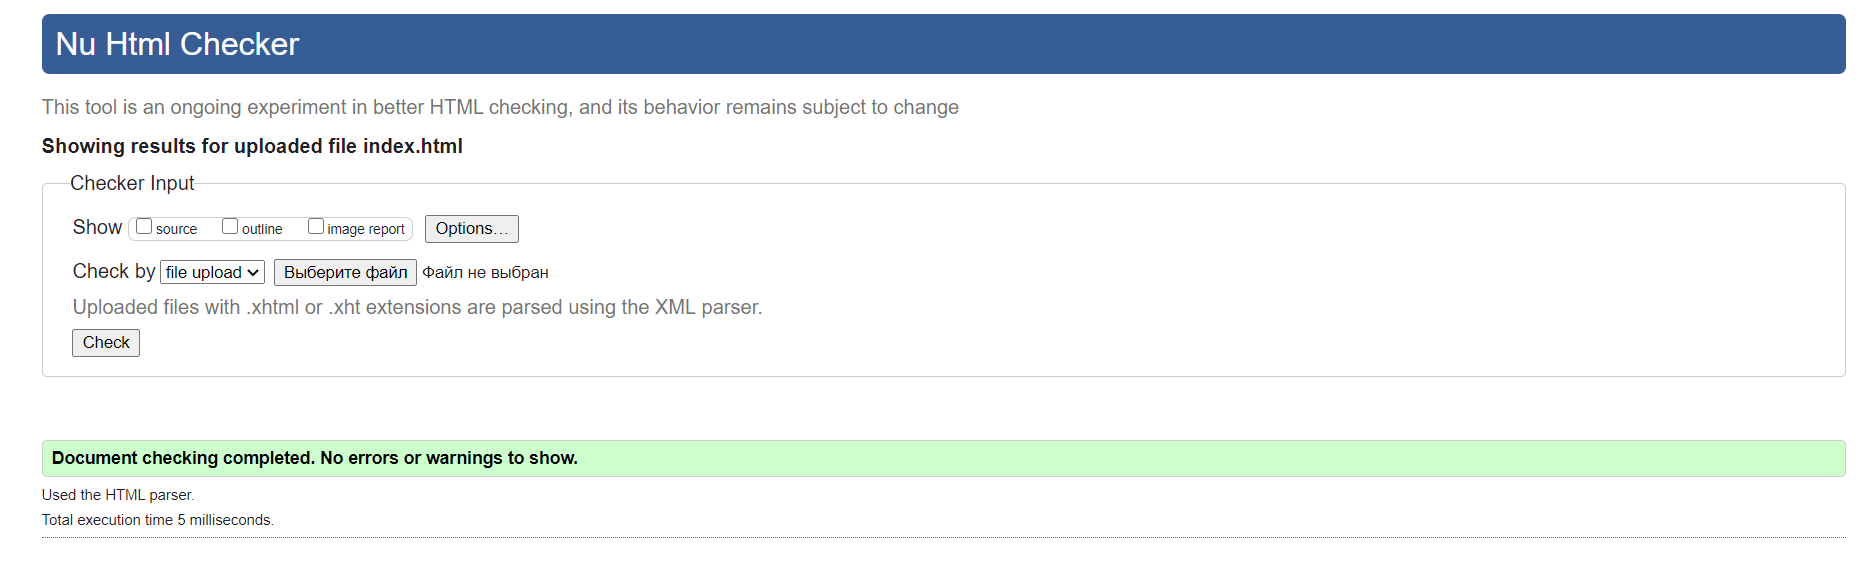 Nu Html Checker
This tool is an ongoing experiment in better HTML checking, and its behavior remains subject to change
Showing results for uploaded file index.html
Checker Input
Show source outline image report Options...
Check by file upload Выберите файл Файл не выбран
Uploaded files with .xhtml or .xht extensions are parsed using the XML parser.
Check
Document checking completed. No errors or warnings to show.
Used the HTML parser.
Total execution time 5 milliseconds.